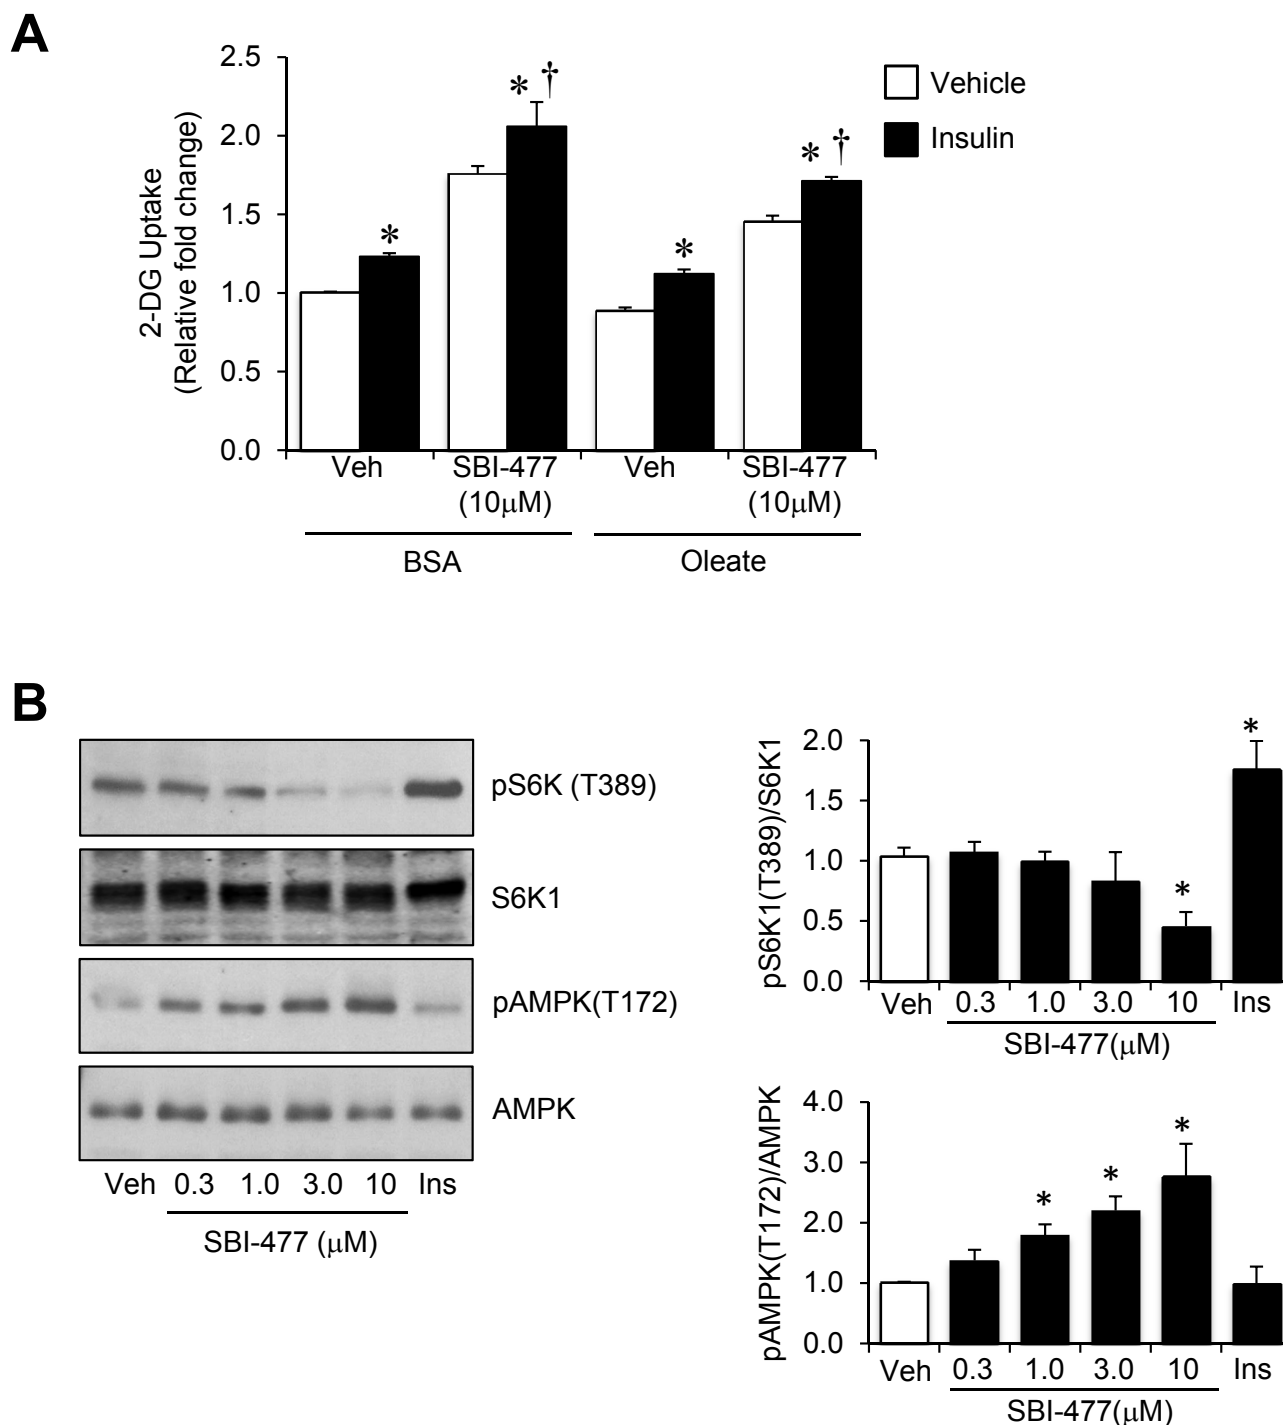 A
2.5
2.0
1.5
1.0
0.5
0.0
2-DG Uptake
(Relative fold change)
* * † * * †
Vehicle
Insulin
Veh SBI-477 Veh SBI-477
(10μM) (10μM)
BSA Oleate
B
pS6K (T389)
S6K1
pAMPK(T172)
AMPK
Veh 0.3 1.0 3.0 10 Ins
SBI-477 (μM)
pS6K1(T389)/S6K1
2.0
1.5
1.0
0.5
0.0
* *
Veh 0.3 1.0 3.0 10 Ins
SBI-477(μM)
pAMPK(T172)/AMPK
4.0
3.0
2.0
1.0
0.0
* * *
Veh 0.3 1.0 3.0 10 Ins
SBI-477(μM)